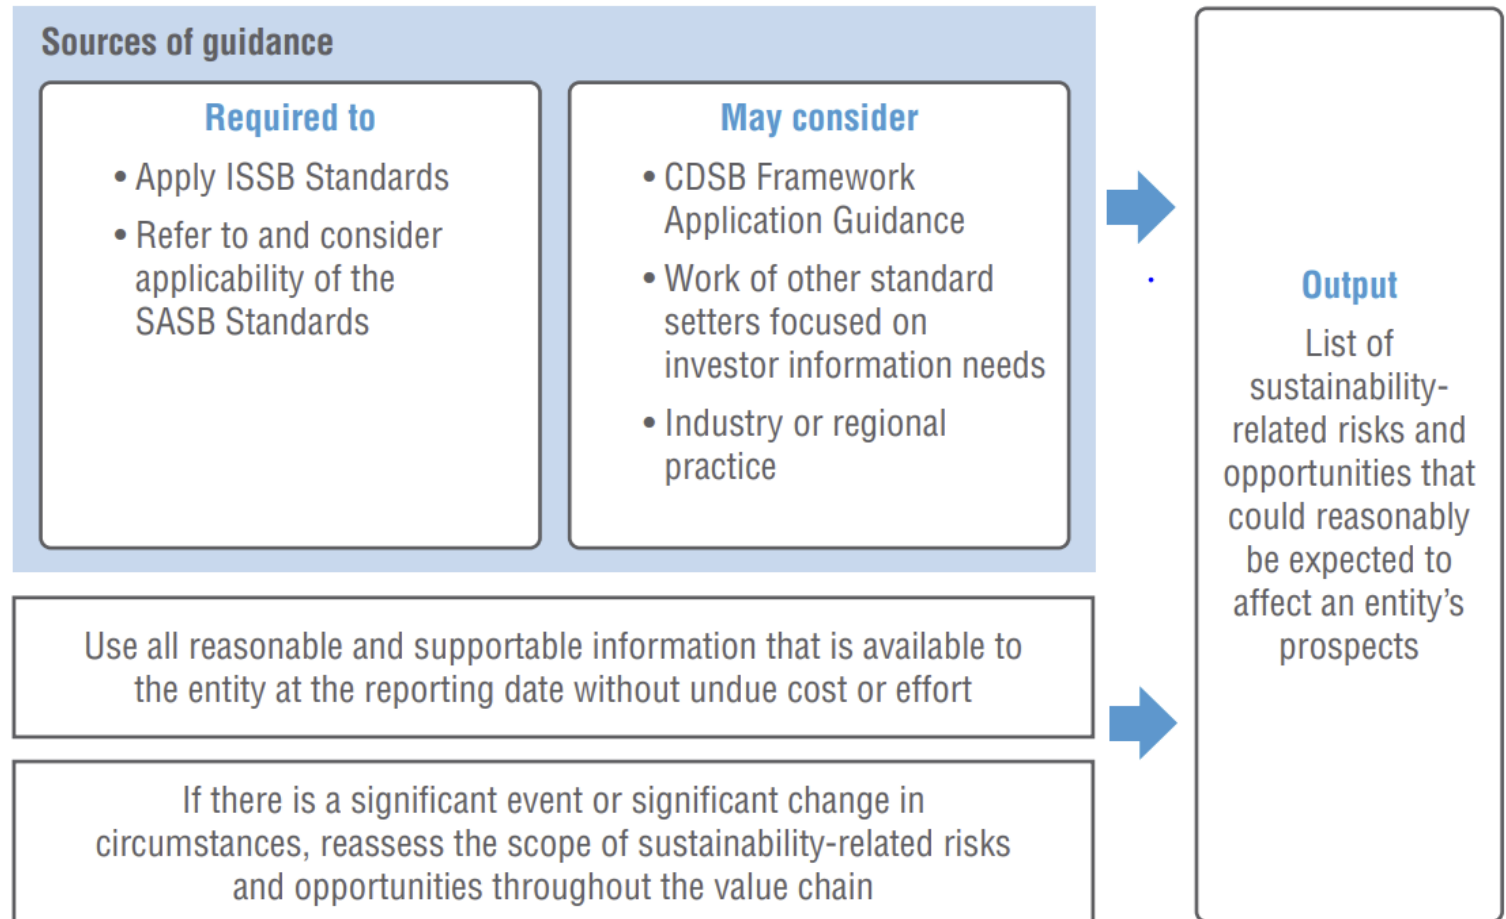 Sources of guidance
Required to
• Apply ISSB Standards
• Refer to and consider
applicability of the
SASB Standards
May consider
• CDSB Framework
Application Guidance
• Work of other standard
setters focused on
investor information needs
• Industry or regional
practice
Use all reasonable and supportable information that is available to
the entity at the reporting date without undue cost or effort
If there is a significant event or significant change in
circumstances, reassess the scope of sustainability-related risks
and opportunities throughout the value chain
Output
List of
sustainability-
related risks and
opportunities that
could reasonably
be expected to
affect an entity’s
prospects